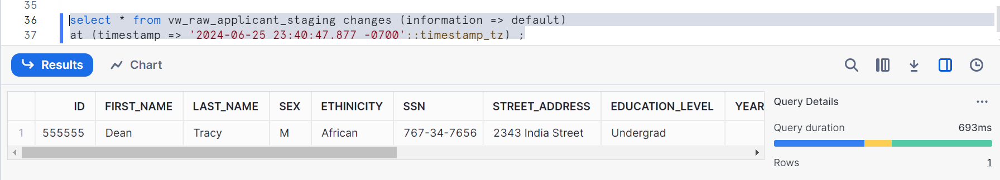 35
36 select * from vw_raw_applicant_staging changes (information => default)
37 at (timestamp => '2024-06-25 23:40:47.877 -0700'::timestamp_tz) ;
Results Chart
ID FIRST_NAME LAST_NAME SEX ETHINICITY SSN STREET_ADDRESS EDUCATION_LEVEL YEAR
1 555555 Dean Tracy M African 767-34-7656 2343 India Street Undergrad
Query Details
Query duration 693ms
Rows 1